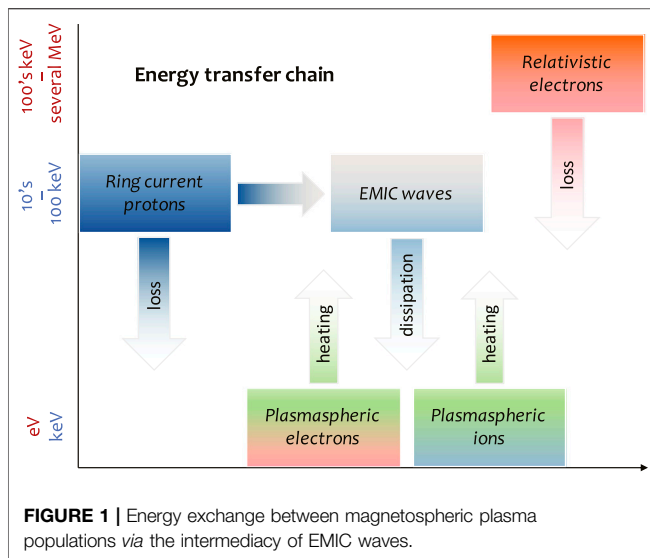 100's keV
–
several MeV
Energy transfer chain
Relativistic
electrons
loss
10's
–
100 keV
Ring current
protons
EMIC waves
loss
heating
dissipation
heating
eV
keV
Plasmaspheric
electrons
Plasmaspheric
ions
FIGURE 1 | Energy exchange between magnetospheric plasma
populations via the intermediacy of EMIC waves.